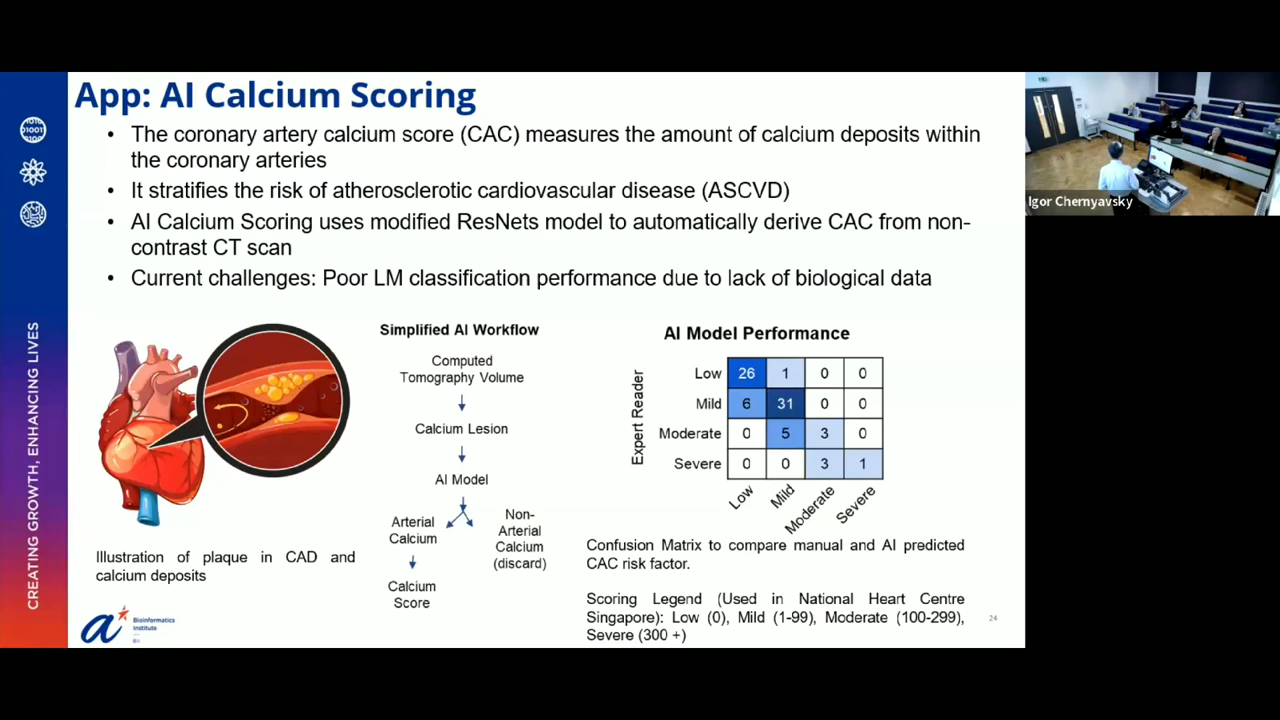 App: AI Calcium Scoring
• The coronary artery calcium score (CAC) measures the amount of calcium deposits within
the coronary arteries
• It stratifies the risk of atherosclerotic cardiovascular disease (ASCVD)
• AI Calcium Scoring uses modified ResNets model to automatically derive CAC from non-
contrast CT scan
• Current challenges: Poor LM classification performance due to lack of biological data
CREATING GROWTH, ENHANCING LIVES
Illustration of plaque in CAD and
calcium deposits
Simplified AI Workflow
Computed
Tomography Volume
Calcium Lesion
AI Model
Arterial
Calcium
Non-
Arterial
Calcium
(discard)
Calcium
Score
AI Model Performance
Expert Reader
Low 26 1 0 0
Mild 6 31 0 0
Moderate 0 5 3 0
Severe 0 0 3 1
Low Mild Moderate Severe
Confusion Matrix to compare manual and AI predicted
CAC risk factor.
Scoring Legend (Used in National Heart Centre
Singapore): Low (0), Mild (1-99), Moderate (100-299),
Severe (300 +)
24
Bioinformatics
Institute
Igor Chernyavsky